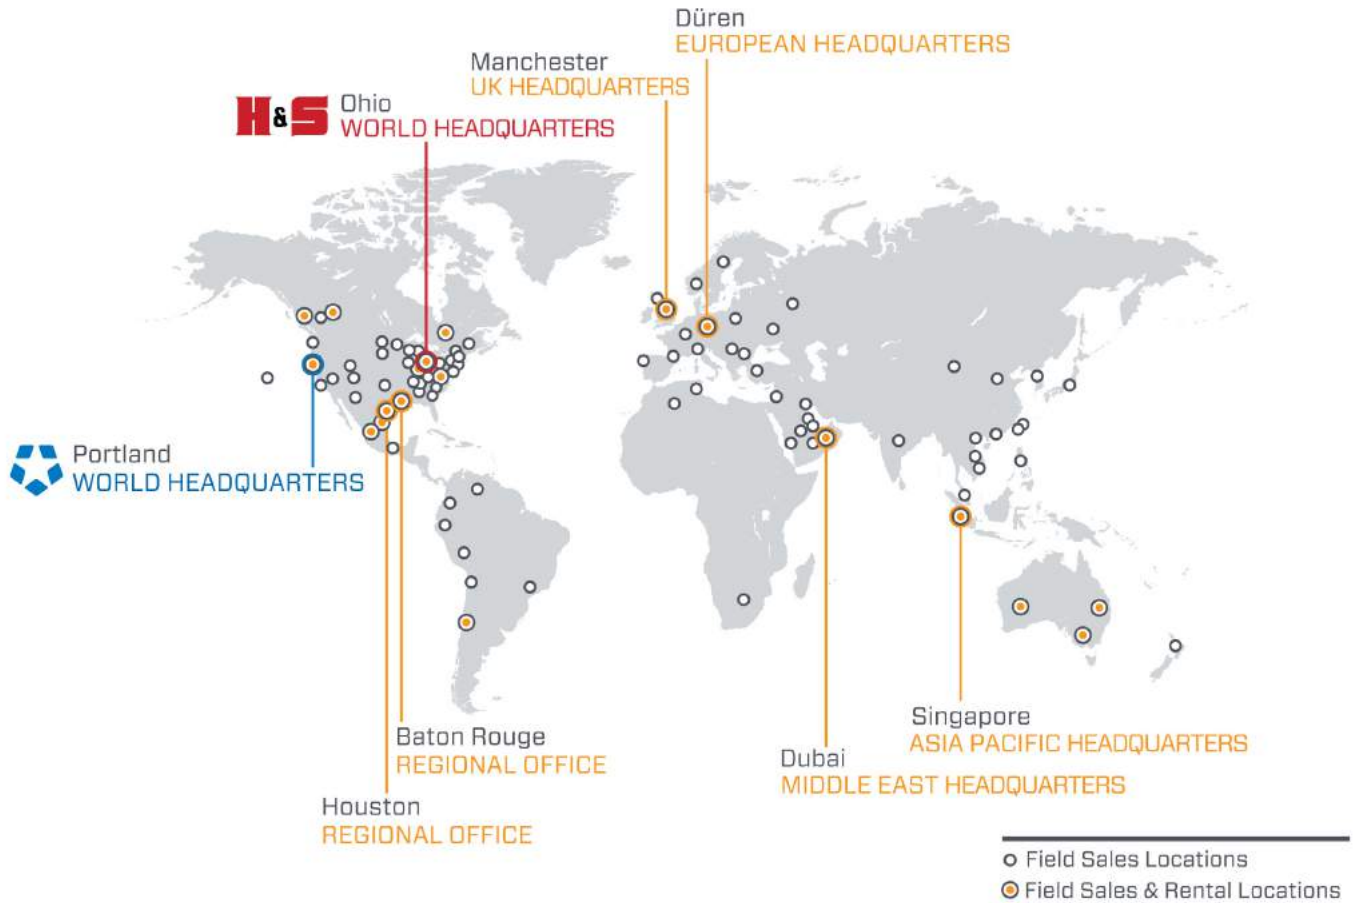 Düren
EUROPEAN HEADQUARTERS
Manchester
UK HEADQUARTERS
H&S
Ohio
WORLD HEADQUARTERS
Portland
WORLD HEADQUARTERS
Baton Rouge
REGIONAL OFFICE
Houston
REGIONAL OFFICE
Singapore
ASIA PACIFIC HEADQUARTERS
Dubai
MIDDLE EAST HEADQUARTERS
Field Sales Locations
Field Sales & Rental Locations